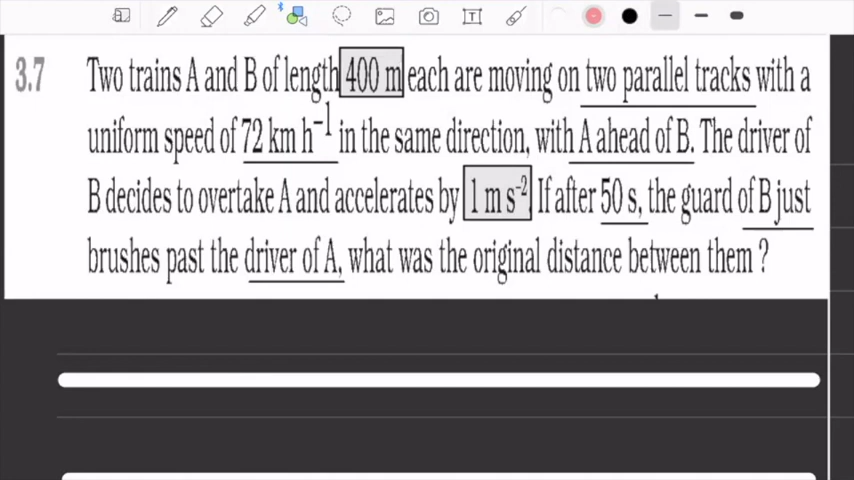 3.7 Two trains A and B of length 400 m each are moving on two parallel tracks with a
uniform speed of 72 km h⁻¹ in the same direction, with A ahead of B. The driver of
B decides to overtake A and accelerates by 1 m s⁻². If after 50 s, the guard of B just
brushes past the driver of A, what was the original distance between them ?